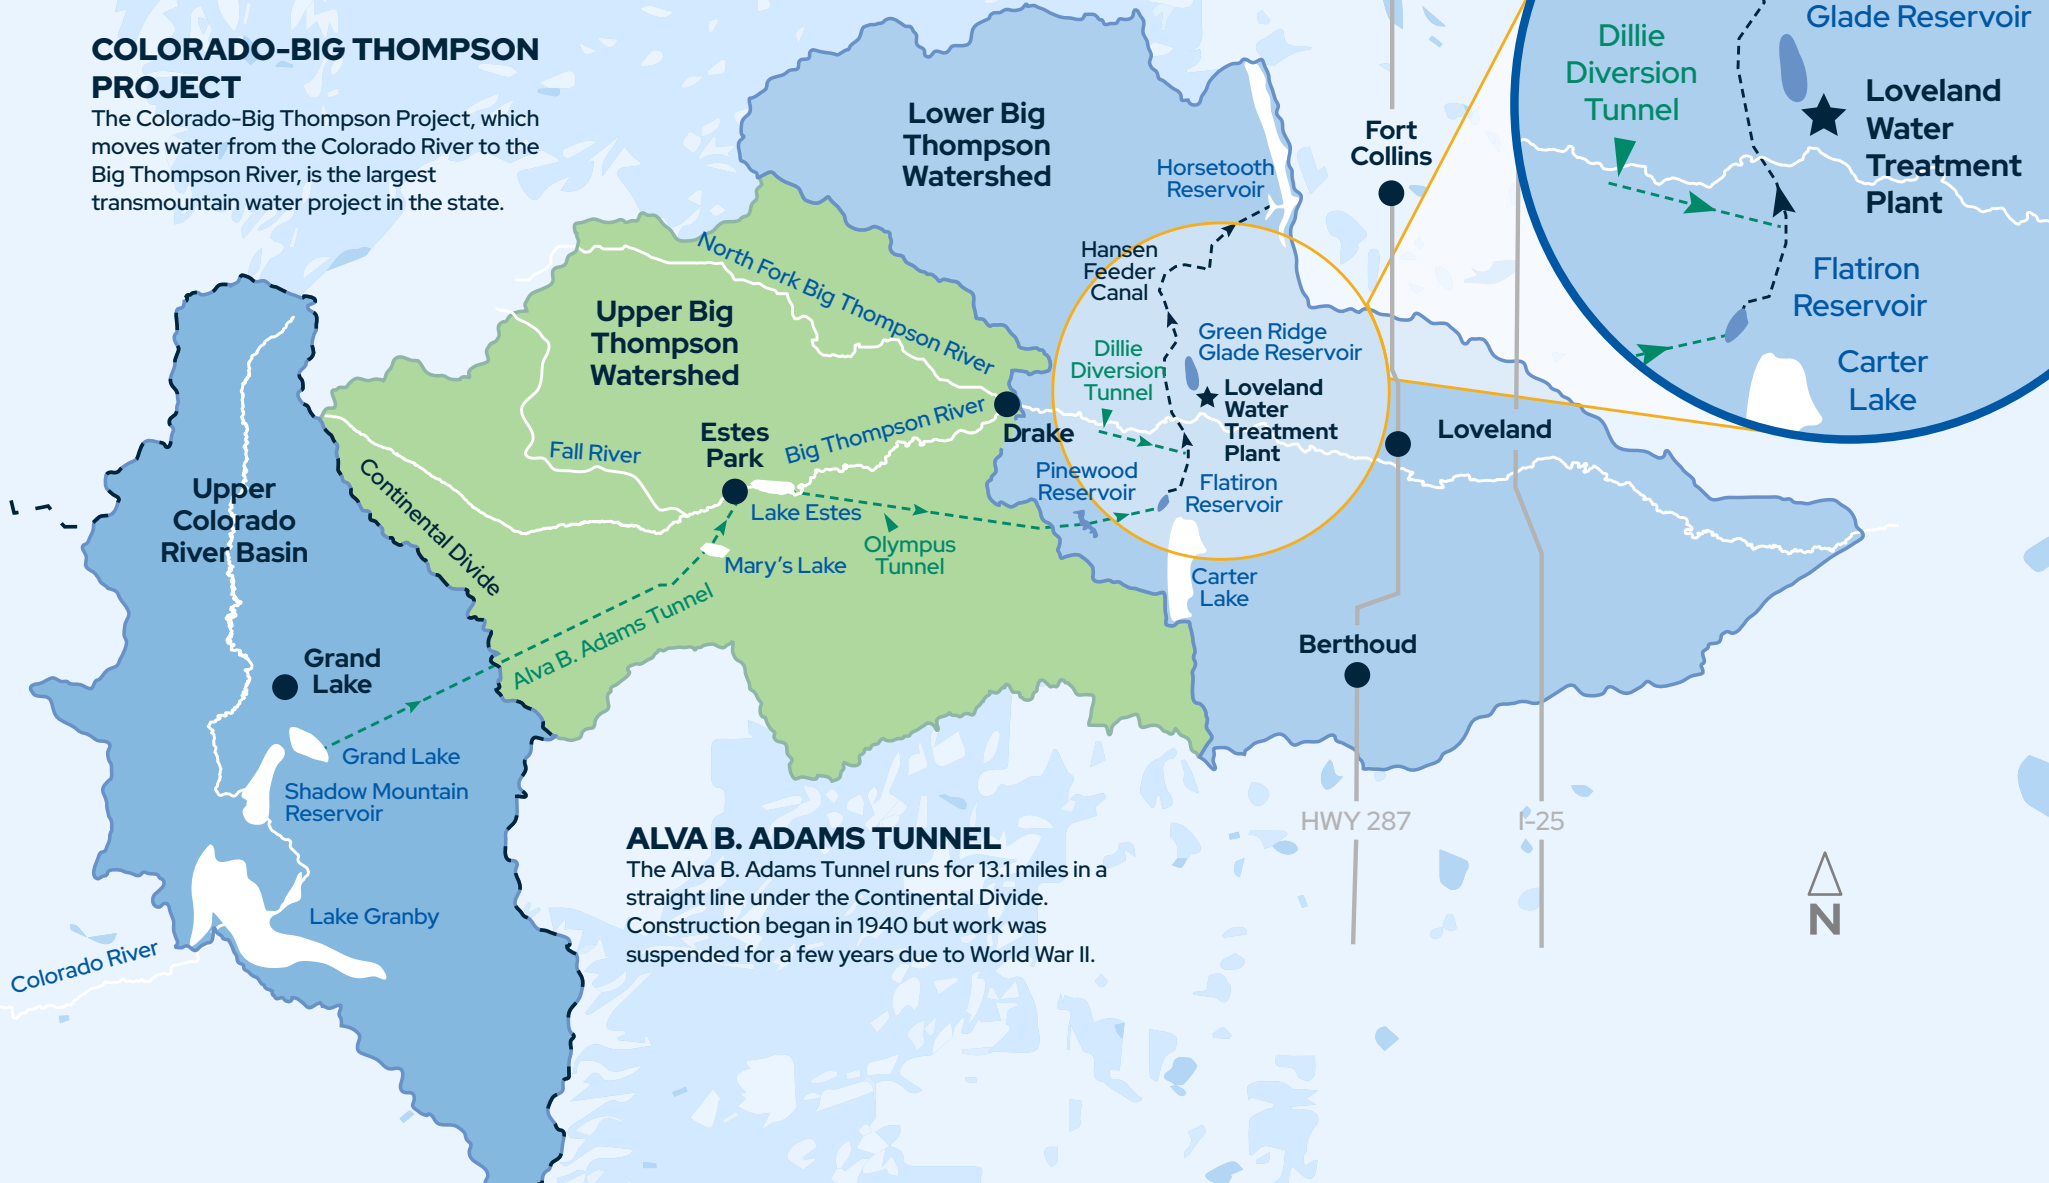 COLORADO-BIG THOMPSON
PROJECT
The Colorado-Big Thompson Project, which
moves water from the Colorado River to the
Big Thompson River, is the largest
transmountain water project in the state.
Lower Big
Thompson
Watershed
Horsetooth
Reservoir
Fort
Collins
Glade Reservoir
Dillie
Diversion
Tunnel
Loveland
Water
Treatment
Plant
Flatiron
Reservoir
Carter
Lake
North Fork Big Thompson River
Hansen
Feeder
Canal
Upper Big
Thompson
Watershed
Green Ridge
Glade Reservoir
Dillie
Diversion
Tunnel
Loveland
Water
Treatment
Plant
Big Thompson River
Drake
Loveland
Estes
Park
Fall River
Continental Divide
Pinewood
Reservoir
Flatiron
Reservoir
Lake Estes
Olympus
Tunnel
Mary's Lake
Carter
Lake
Upper
Colorado
River Basin
Alva B. Adams Tunnel
Berthoud
Grand
Lake
Grand Lake
Shadow Mountain
Reservoir
HWY 287
I-25
ALVA B. ADAMS TUNNEL
The Alva B. Adams Tunnel runs for 13.1 miles in a
straight line under the Continental Divide.
Construction began in 1940 but work was
suspended for a few years due to World War II.
Lake Granby
Colorado River
N